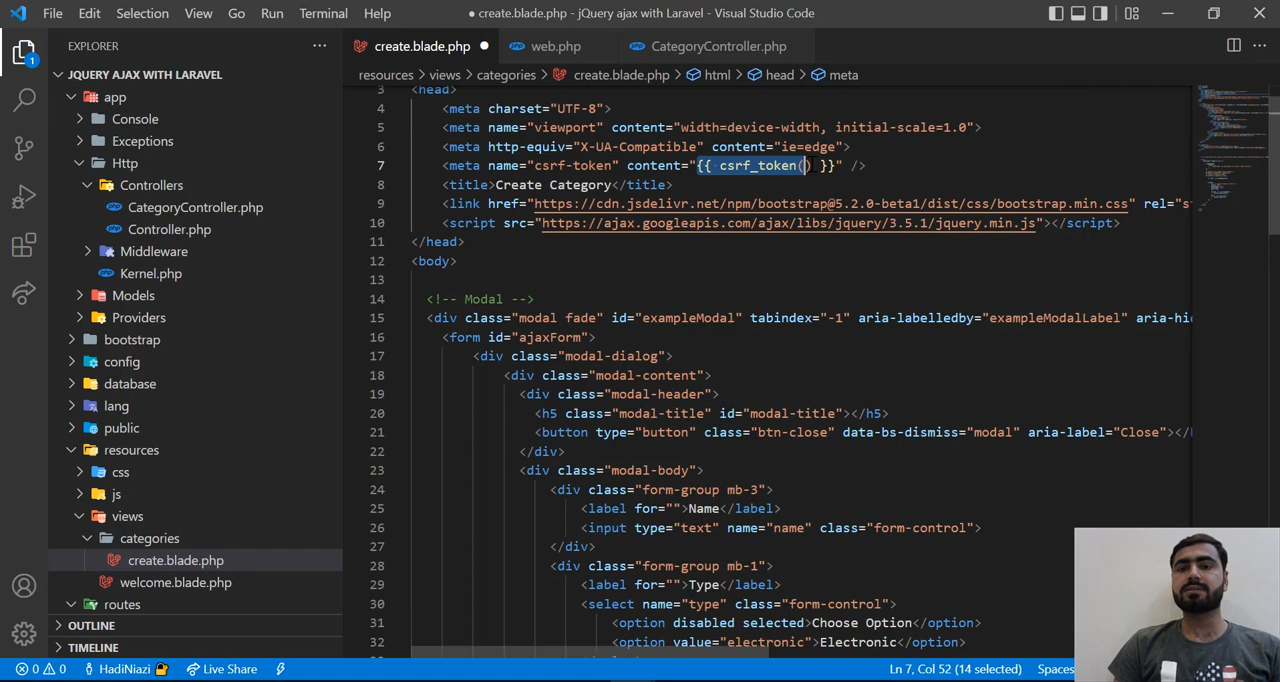 File Edit Selection View Go Run Terminal Help
● create.blade.php - jQuery ajax with Laravel - Visual Studio Code
EXPLORER
JQUERY AJAX WITH LARAVEL
app
Console
Exceptions
Http
Controllers
CategoryController.php
Controller.php
Middleware
Kernel.php
Models
Providers
bootstrap
config
database
lang
public
resources
css
js
views
categories
create.blade.php
welcome.blade.php
routes
OUTLINE
TIMELINE
1
create.blade.php ●
web.php
CategoryController.php
resources > views > categories > create.blade.php > html > head > meta
3 <head>
4 <meta charset="UTF-8">
5 <meta name="viewport" content="width=device-width, initial-scale=1.0">
6 <meta http-equiv="X-UA-Compatible" content="ie=edge">
7 <meta name="csrf-token" content="{{ csrf_token() }}" />
8 <title>Create Category</title>
9 <link href="https://cdn.jsdelivr.net/npm/bootstrap@5.2.0-beta1/dist/css/bootstrap.min.css" rel="s
10 <script src="https://ajax.googleapis.com/ajax/libs/jquery/3.5.1/jquery.min.js"></script>
11 </head>
12 <body>
13
14 <!-- Modal -->
15 <div class="modal fade" id="exampleModal" tabindex="-1" aria-labelledby="exampleModalLabel" aria-hi
16 <form id="ajaxForm">
17 <div class="modal-dialog">
18 <div class="modal-content">
19 <div class="modal-header">
20 <h5 class="modal-title" id="modal-title"></h5>
21 <button type="button" class="btn-close" data-bs-dismiss="modal" aria-label="Close"></
22 </div>
23 <div class="modal-body">
24 <div class="form-group mb-3">
25 <label for="">Name</label>
26 <input type="text" name="name" class="form-control">
27 </div>
28 <div class="form-group mb-1">
29 <label for="">Type</label>
30 <select name="type" class="form-control">
31 <option disabled selected>Choose Option</option>
32 <option value="electronic">Electronic</option>
0 0 HadiNiazi Live Share
Ln 7, Col 52 (14 selected) Spaces